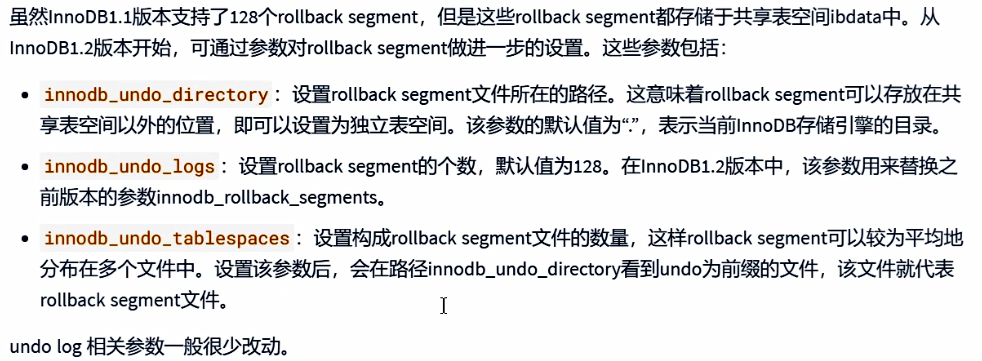 虽然InnoDB1.1版本支持了128个rollback segment，但是这些rollback segment都存储于共享表空间ibdata中。从
InnoDB1.2版本开始，可通过参数对rollback segment做进一步的设置。这些参数包括：
• innodb_undo_directory：设置rollback segment文件所在的路径。这意味着rollback segment可以存放在共
享表空间以外的位置，即可以设置为独立表空间。该参数的默认值为“.”，表示当前InnoDB存储引擎的目录。
• innodb_undo_logs：设置rollback segment的个数，默认值为128。在InnoDB1.2版本中，该参数用来替换之
前版本的参数innodb_rollback_segments。
• innodb_undo_tablespaces：设置构成rollback segment文件的数量，这样rollback segment可以较为平均地
分布在多个文件中。设置该参数后，会在路径innodb_undo_directory看到undo为前缀的文件，该文件就代表
rollback segment文件。
undo log 相关参数一般很少改动。